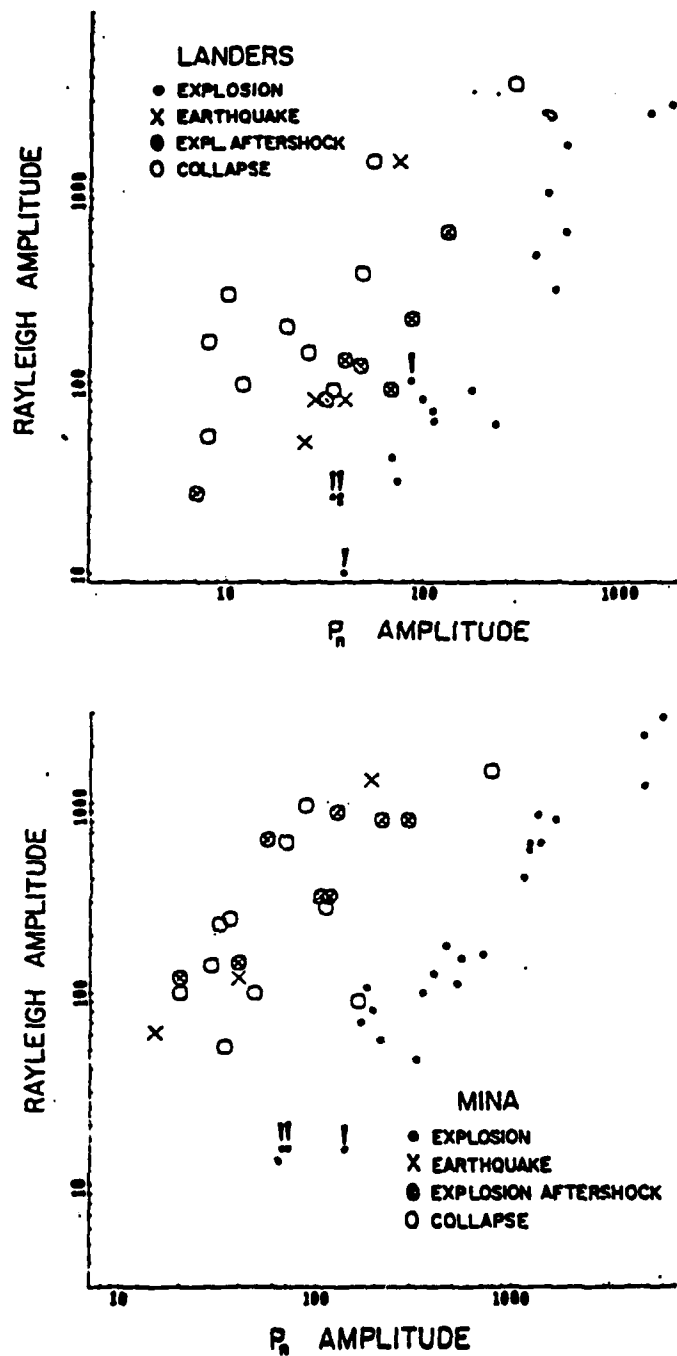 LANDERS
• EXPLOSION
X EARTHQUAKE
EXPL. AFTERSHOCK
O COLLAPSE
RAYLEIGH AMPLITUDE
1000
100
10
10 100 1000
Pn AMPLITUDE
RAYLEIGH AMPLITUDE
1000
100
10
MINA
• EXPLOSION
X EARTHQUAKE
EXPLOSION AFTERSHOCK
O COLLAPSE
10 100 1000
Pn AMPLITUDE